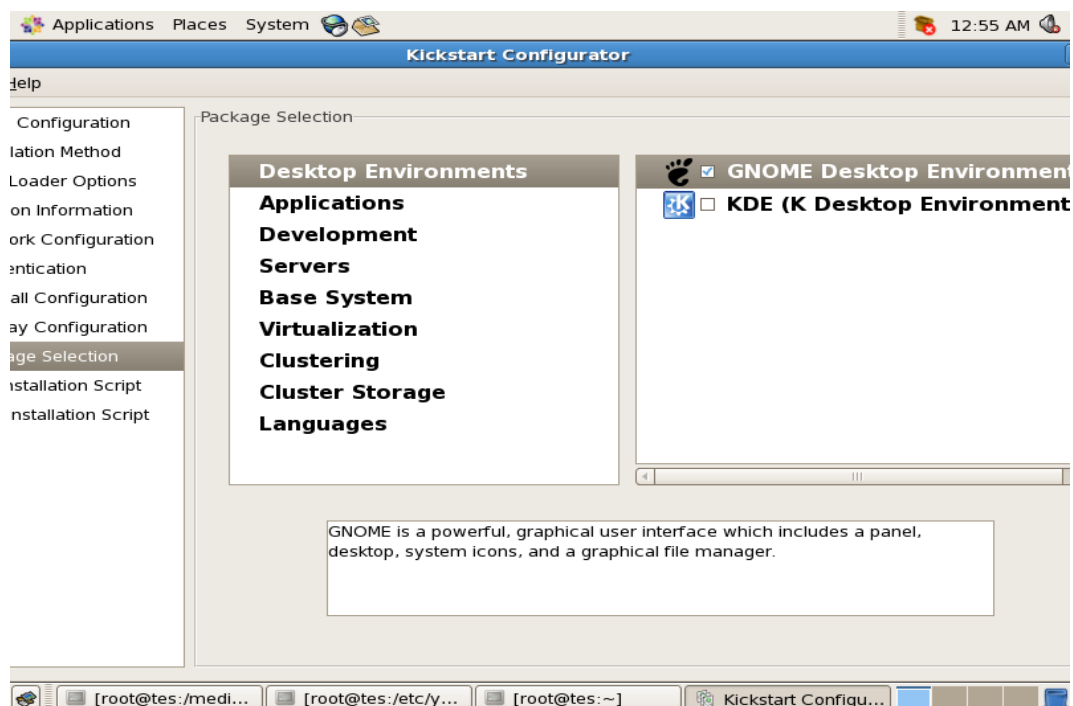 Applications Places System 12:55 AM
Kickstart Configurator
Help
Configuration
lation Method
Loader Options
on Information
ork Configuration
entication
all Configuration
ay Configuration
age Selection
nstallation Script
nstallation Script
Package Selection
Desktop Environments
Applications
Development
Servers
Base System
Virtualization
Clustering
Cluster Storage
Languages
GNOME Desktop Environment
KDE (K Desktop Environment
GNOME is a powerful, graphical user interface which includes a panel,
desktop, system icons, and a graphical file manager.
[root@tes:/medi... [root@tes:/etc/y... [root@tes:~] Kickstart Configu...